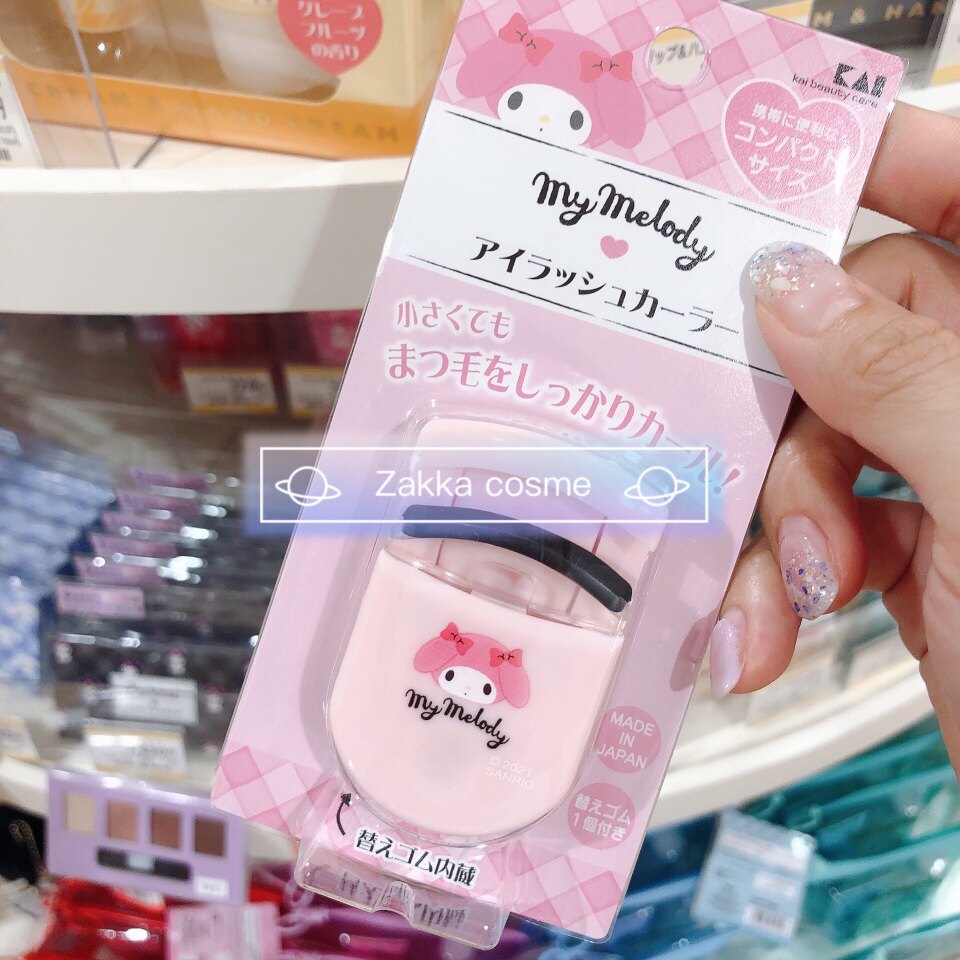 グレープ
フルーツ
の香り
KAI
kai beauty care
携帯に便利な
コンパクト
サイズ
My Melody
アイラッシュカーラー
小さくても
まつ毛をしっかりカール!
Zakka cosme
My Melody
© 2021
SANRIO
MADE
IN
JAPAN
替えゴム
1個付き
替えゴム内蔵